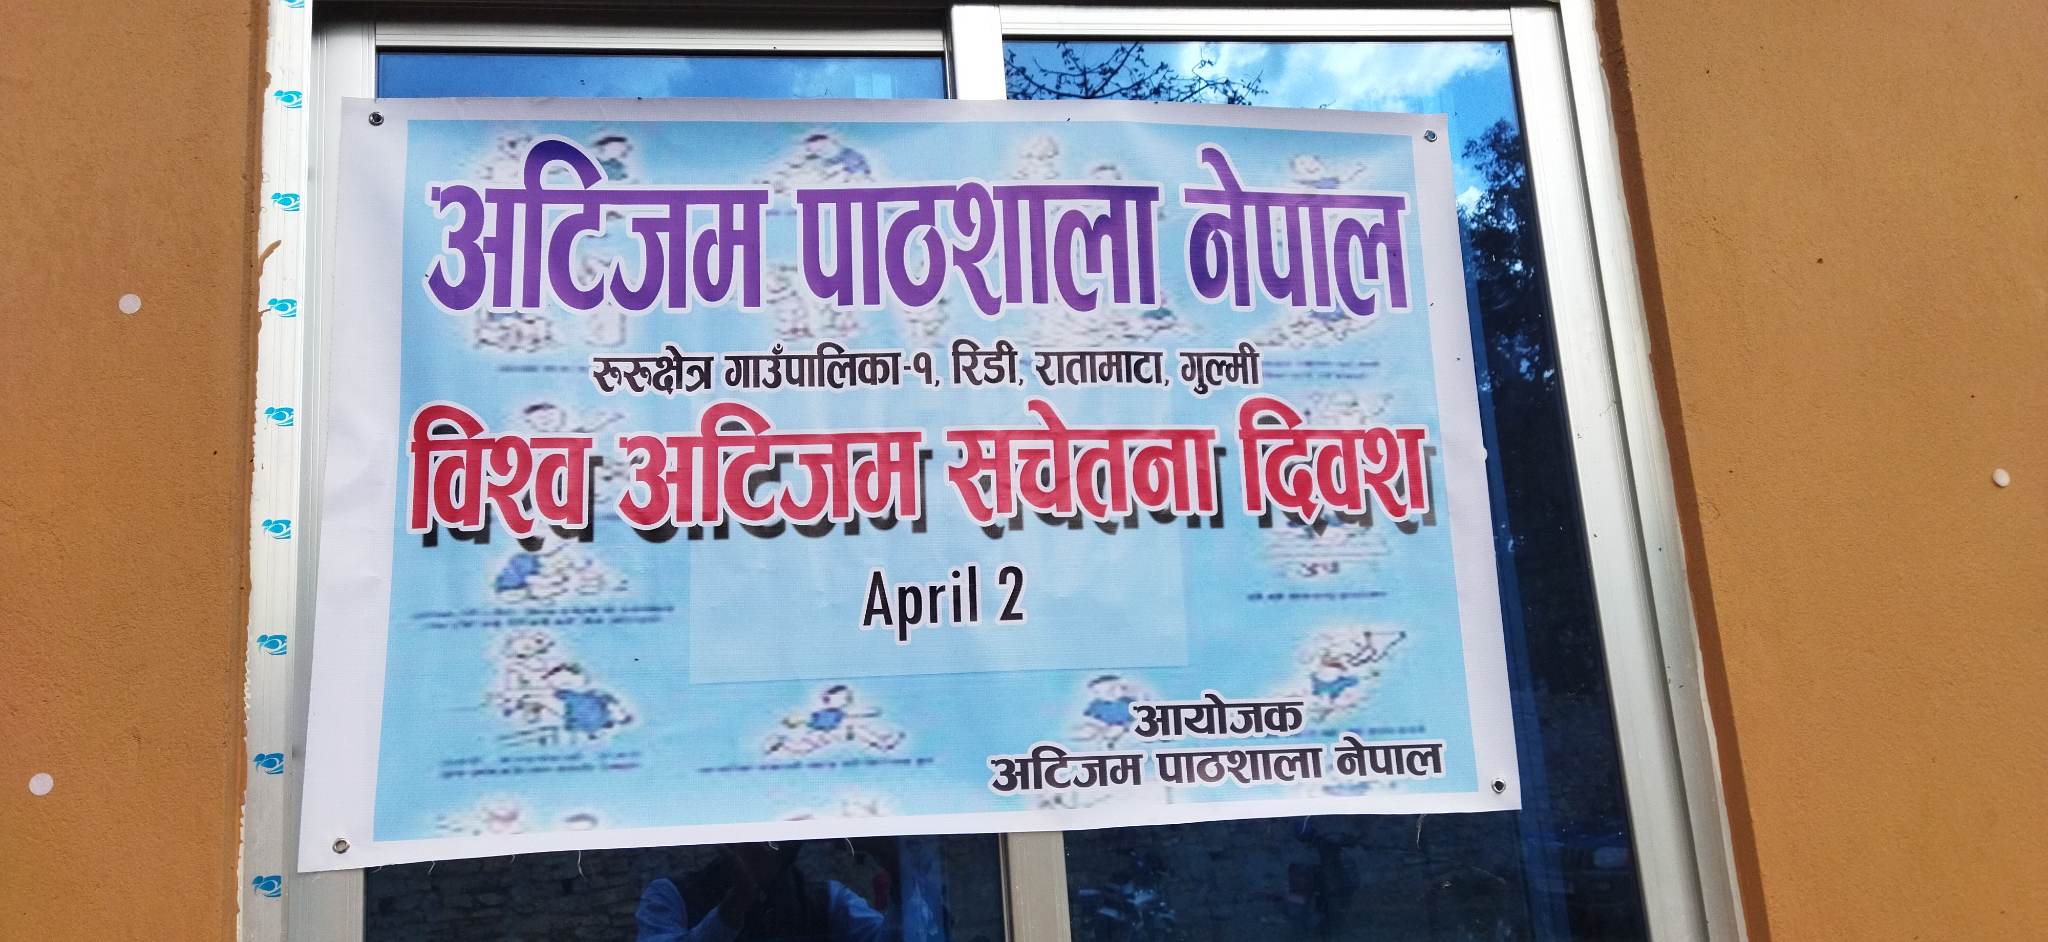 अटिजम पाठशाला नेपाल
रुरुक्षेत्र गाउँपालिका-१, रिडी, रातामाटा, गुल्मी
विश्व अटिजम सचेतना दिवश
April 2
आयोजक
अटिजम पाठशाला नेपाल